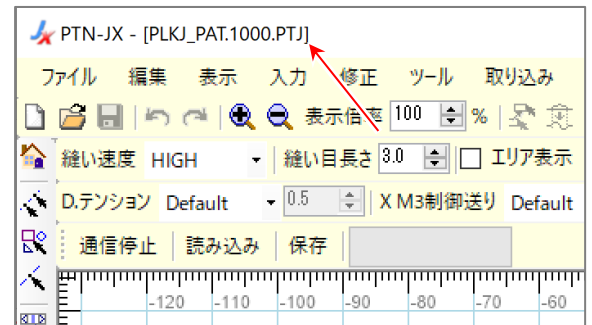 PTN-JX - [PLKJ_PAT.1000.PTJ]
ファイル 編集 表示 入力 修正 ツール 取り込み
表示倍率 100 %
縫い速度 HIGH 縫い目長さ 3.0 エリア表示
D.テンション Default 0.5 X M3制御送り Default
通信停止 読み込み 保存
-120 -110 -100 -90 -80 -70 -60